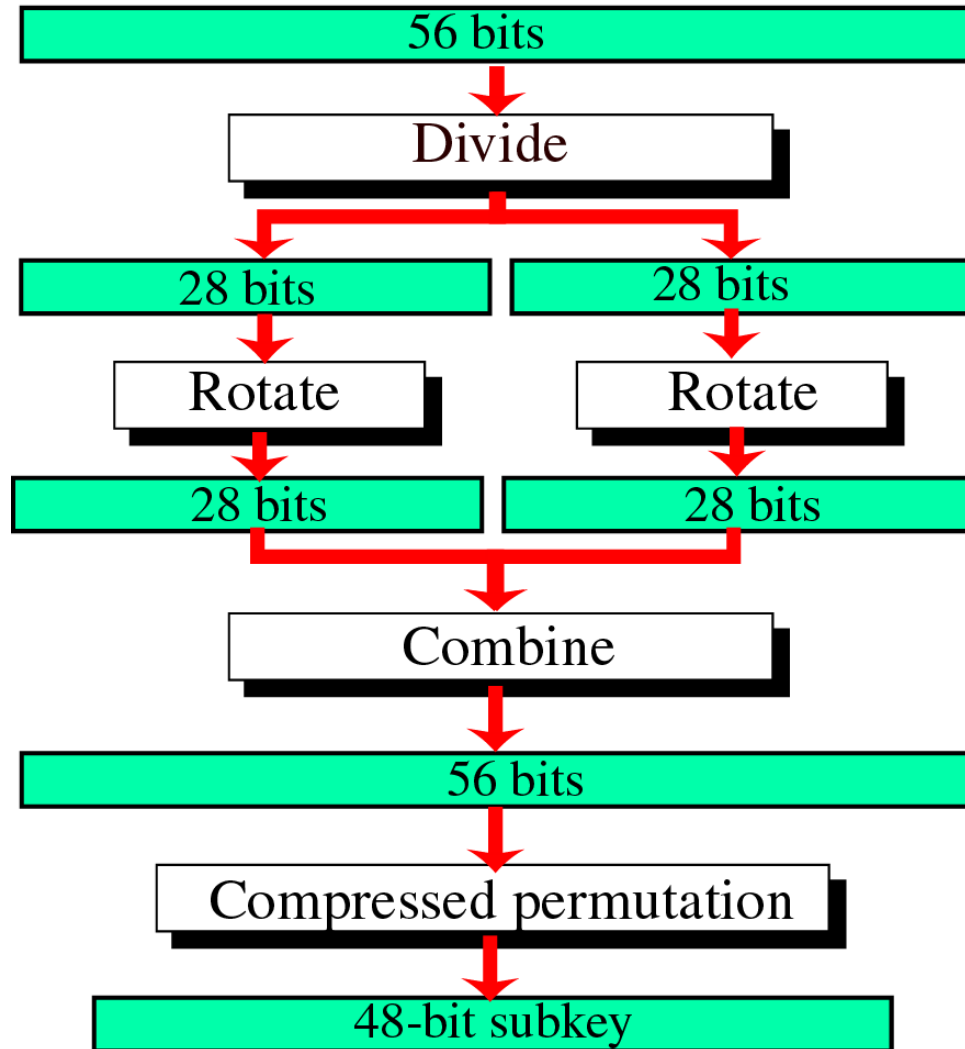 56 bits
Divide
28 bits
28 bits
Rotate
Rotate
28 bits
28 bits
Combine
56 bits
Compressed permutation
48-bit subkey